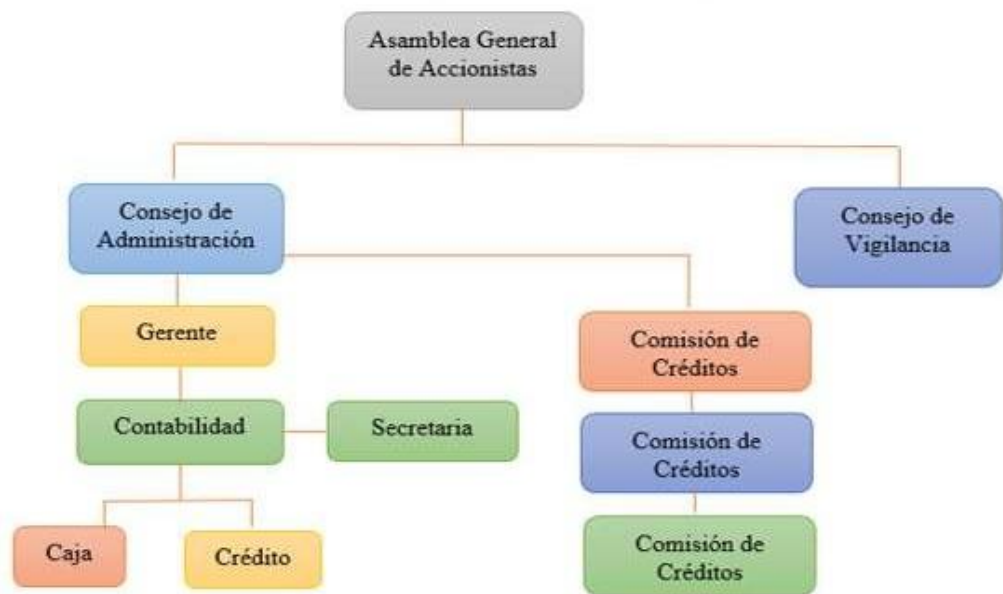 Asamblea General
de Accionistas
Consejo de
Administración
Consejo de
Vigilancia
Gerente
Comisión de
Créditos
Contabilidad
Secretaria
Comisión de
Créditos
Caja
Crédito
Comisión de
Créditos